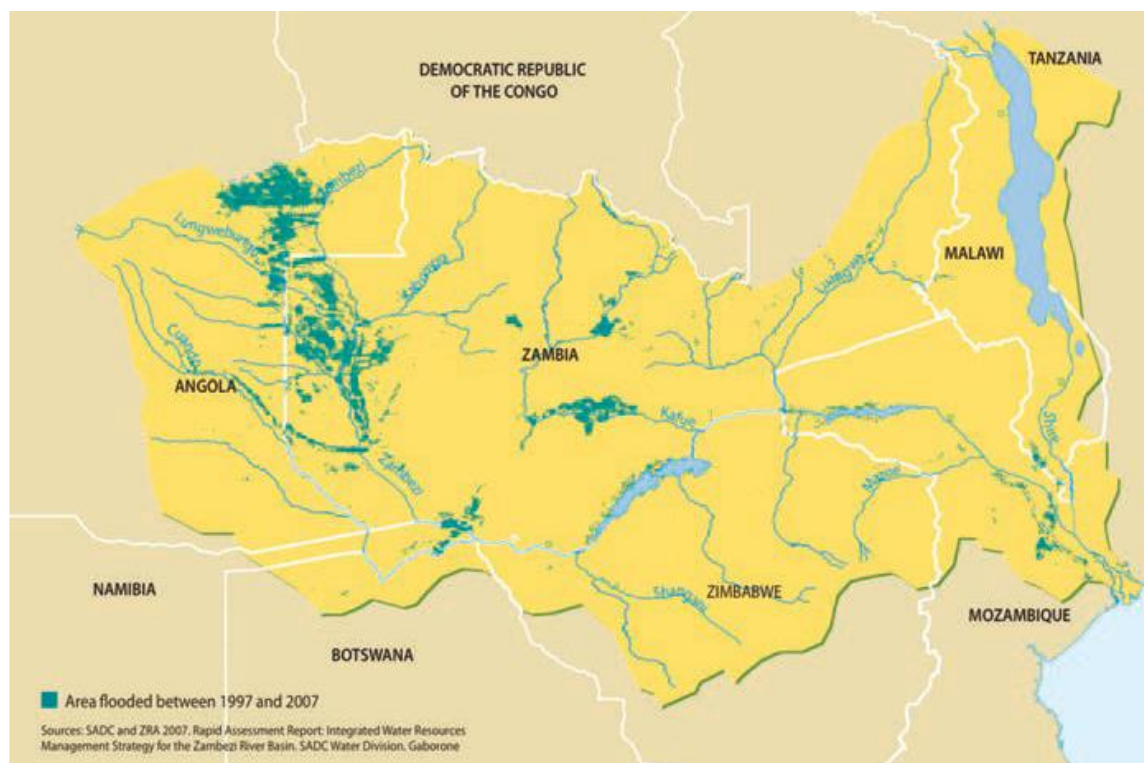 DEMOCRATIC REPUBLIC
OF THE CONGO
TANZANIA
Zambezi
Lungwebungu
MALAWI
Luangwa
Kabompo
Cuando
ZAMBIA
ANGOLA
Kafue
Shire
Zambezi
Mazoe
NAMIBIA
Shangani
ZIMBABWE
MOZAMBIQUE
BOTSWANA
Area flooded between 1997 and 2007
Sources: SADC and ZRA 2007. Rapid Assessment Report: Integrated Water Resources
Management Strategy for the Zambezi River Basin. SADC Water Division. Gaborone